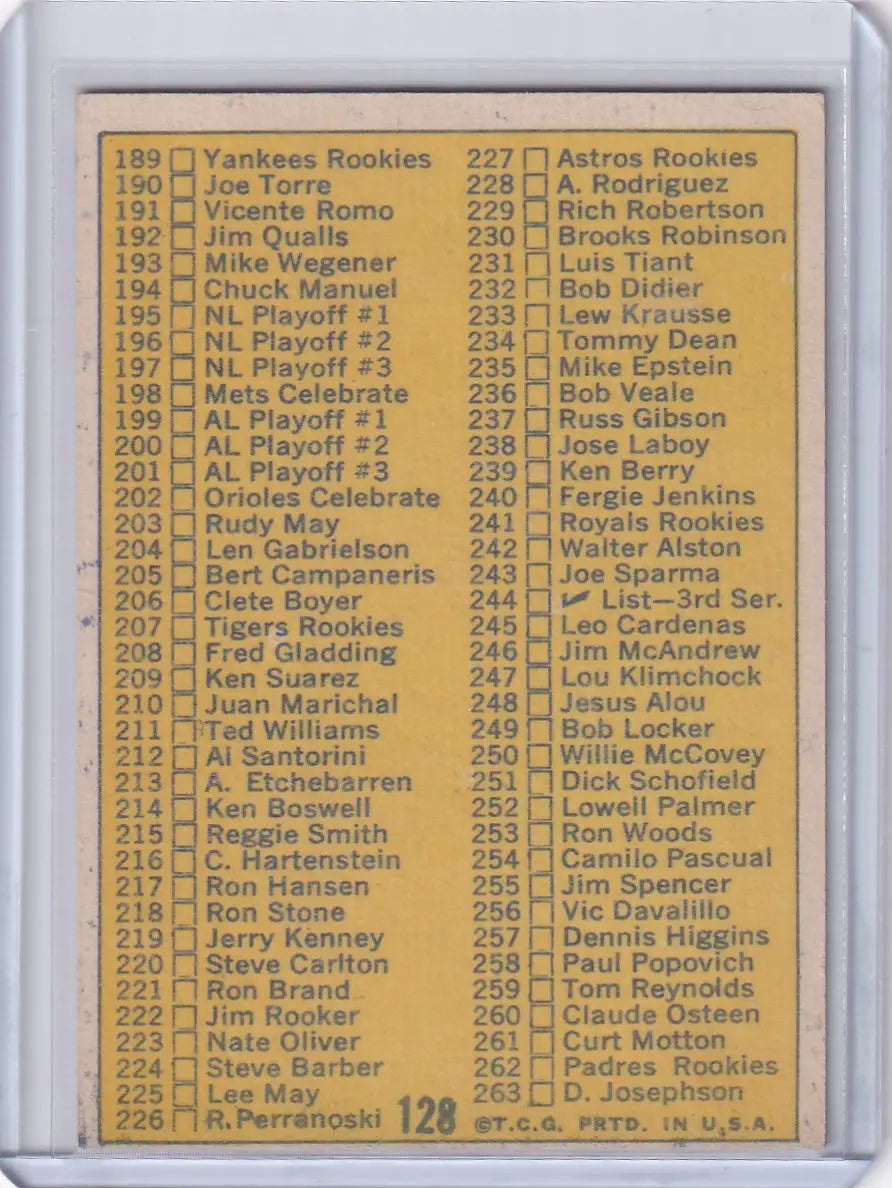 189 Yankees Rookies
190 Joe Torre
191 Vicente Romo
192 Jim Qualls
193 Mike Wegener
194 Chuck Manuel
195 NL Playoff #1
196 NL Playoff #2
197 NL Playoff #3
198 Mets Celebrate
199 AL Playoff #1
200 AL Playoff #2
201 AL Playoff #3
202 Orioles Celebrate
203 Rudy May
204 Len Gabrielson
205 Bert Campaneris
206 Clete Boyer
207 Tigers Rookies
208 Fred Gladding
209 Ken Suarez
210 Juan Marichal
211 Ted Williams
212 Al Santorini
213 A. Etchebarren
214 Ken Boswell
215 Reggie Smith
216 C. Hartenstein
217 Ron Hansen
218 Ron Stone
219 Jerry Kenney
220 Steve Carlton
221 Ron Brand
222 Jim Rooker
223 Nate Oliver
224 Steve Barber
225 Lee May
226 R. Perranoski
227 Astros Rookies
228 A. Rodriguez
229 Rich Robertson
230 Brooks Robinson
231 Luis Tiant
232 Bob Didier
233 Lew Krausse
234 Tommy Dean
235 Mike Epstein
236 Bob Veale
237 Russ Gibson
238 Jose Laboy
239 Ken Berry
240 Fergie Jenkins
241 Royals Rookies
242 Walter Alston
243 Joe Sparma
244 ✔ List—3rd Ser.
245 Leo Cardenas
246 Jim McAndrew
247 Lou Klimchock
248 Jesus Alou
249 Bob Locker
250 Willie McCovey
251 Dick Schofield
252 Lowell Palmer
253 Ron Woods
254 Camilo Pascual
255 Jim Spencer
256 Vic Davalillo
257 Dennis Higgins
258 Paul Popovich
259 Tom Reynolds
260 Claude Osteen
261 Curt Motton
262 Padres Rookies
263 D. Josephson
128
©T.C.G. PRTD. IN U.S.A.